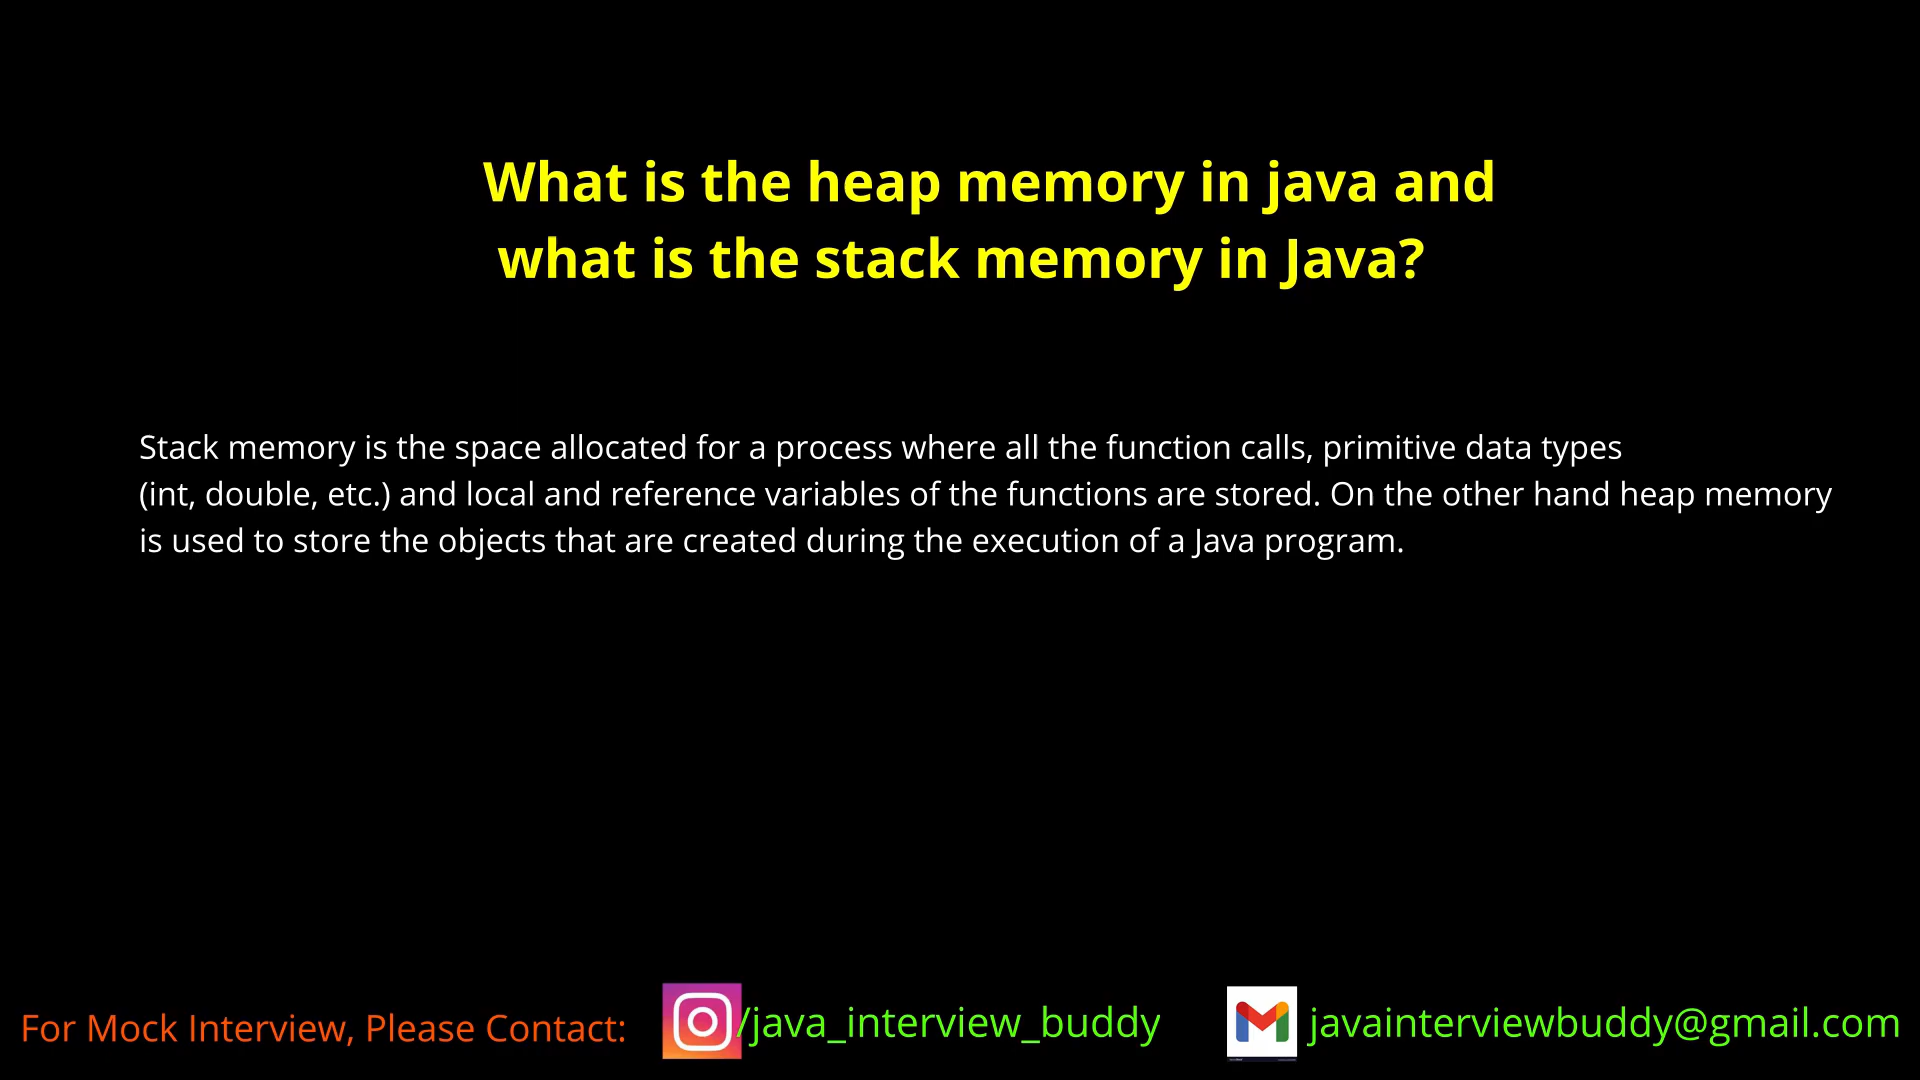 What is the heap memory in java and
what is the stack memory in Java?
Stack memory is the space allocated for a process where all the function calls, primitive data types
(int, double, etc.) and local and reference variables of the functions are stored. On the other hand heap memory
is used to store the objects that are created during the execution of a Java program.
For Mock Interview, Please Contact: /java_interview_buddy javainterviewbuddy@gmail.com